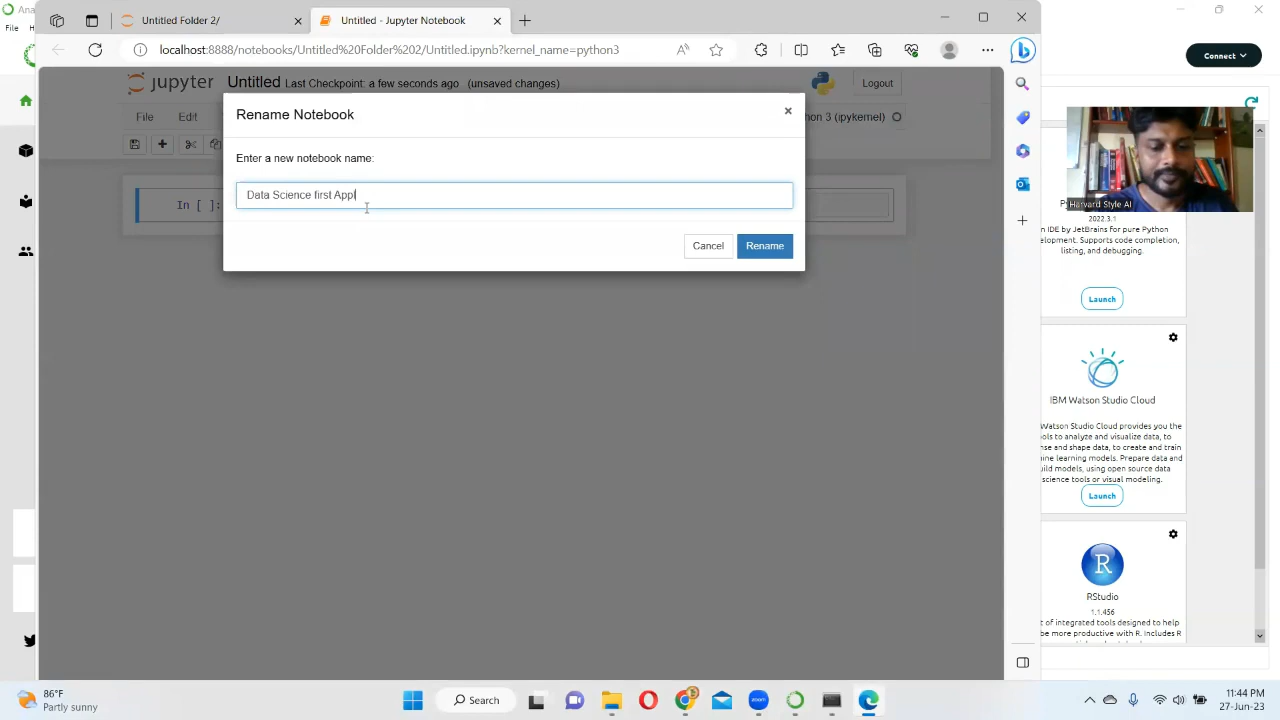 Ana
Untitled Folder 2/
Untitled - Jupyter Notebook
File
localhost:8888/notebooks/Untitled%20Folder%202/Untitled.ipynb?kernel_name=python3
Connect
jupyter
Untitled
Last Checkpoint: a few seconds ago (unsaved changes)
Logout
File
Edit
Rename Notebook
×
Enter a new notebook name:
Data Science first Appl
In [ ]:
Cancel
Rename
Harvard Style AI
2022.3.1
n IDE by JetBrains for pure Python
elopment. Supports code completion,
listing, and debugging.
Launch
IBM Watson Studio Cloud
Watson Studio Cloud provides you the
ols to analyze and visualize data, to
nse and shape data, to create and train
ine learning models. Prepare data and
uild models, using open source data
science tools or visual modeling.
Launch
R
RStudio
1.1.456
t of integrated tools designed to help
be more productive with R. Includes R
86°F
Partly sunny
Search
zoom
11:44 PM
27-Jun-23